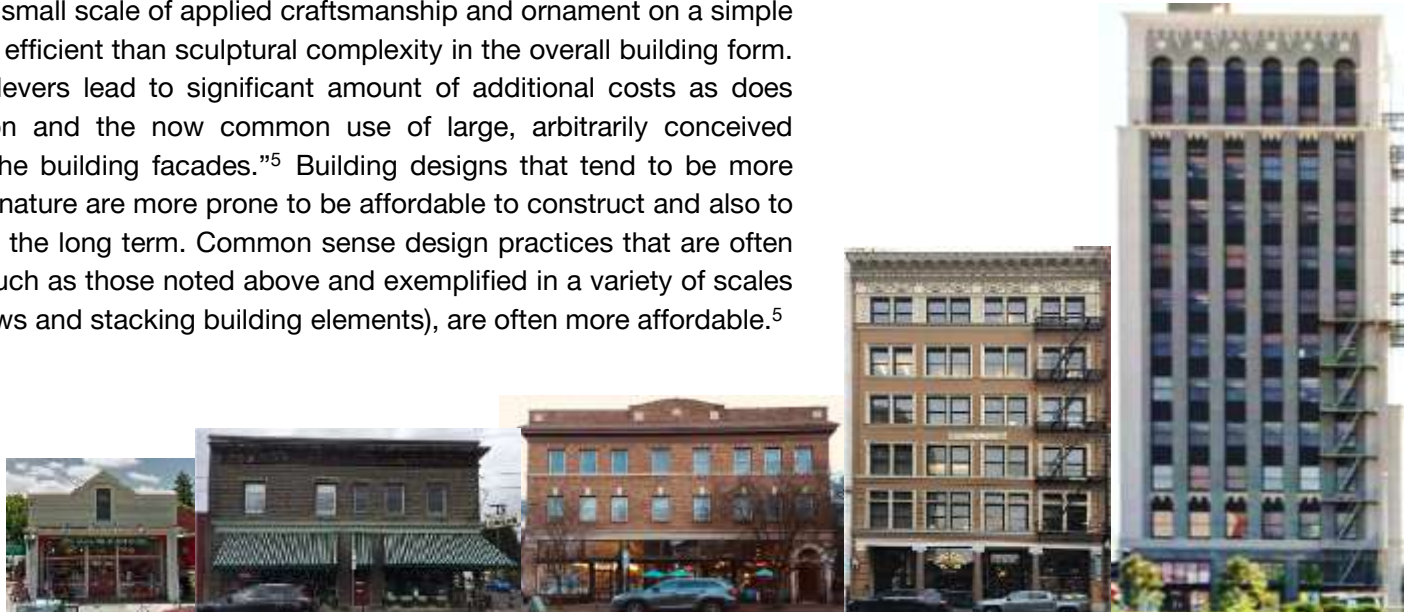 small scale of applied craftsmanship and ornament on a simple
efficient than sculptural complexity in the overall building form.
levers lead to significant amount of additional costs as does
on and the now common use of large, arbitrarily conceived
he building facades.”⁵ Building designs that tend to be more
nature are more prone to be affordable to construct and also to
the long term. Common sense design practices that are often
uch as those noted above and exemplified in a variety of scales
ws and stacking building elements), are often more affordable.⁵